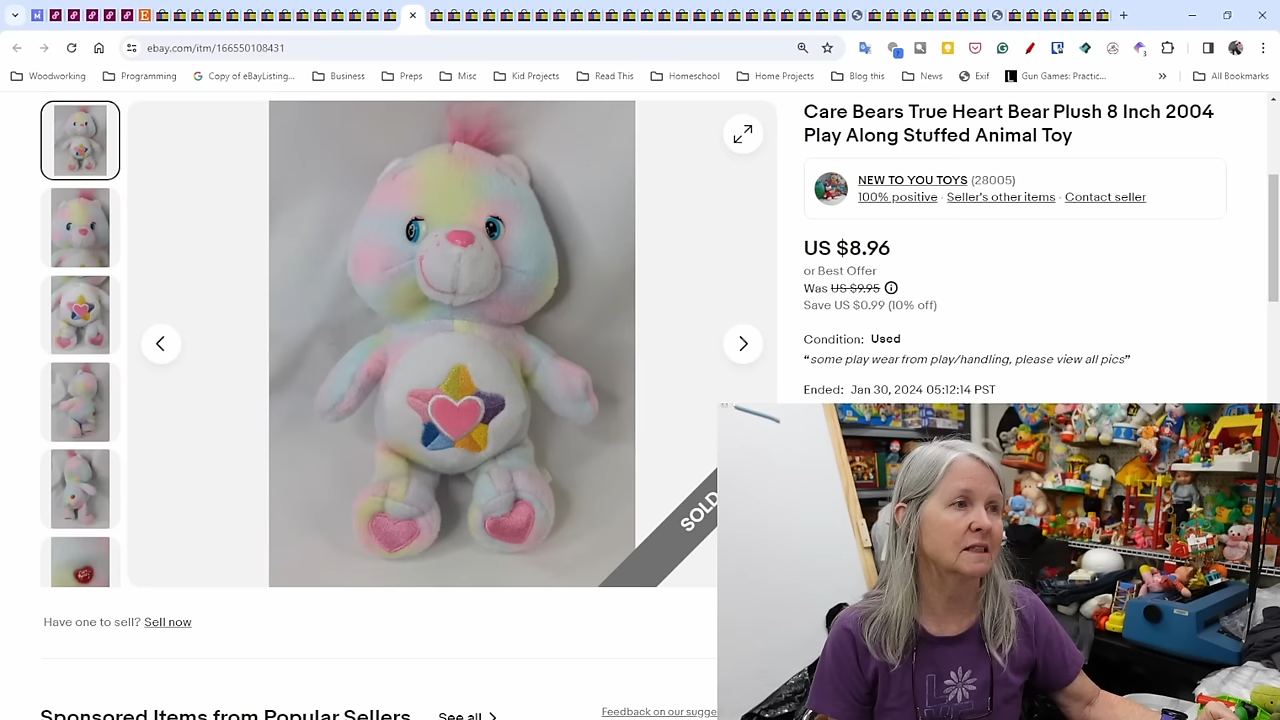 ebay.com/itm/166550108431
Woodworking
Programming
Copy of eBayListing...
Business
Preps
Misc
Kid Projects
Read This
Homeschool
Home Projects
Blog this
News
Exif
Gun Games: Practic...
»
All Bookmarks
Care Bears True Heart Bear Plush 8 Inch 2004
Play Along Stuffed Animal Toy
NEW TO YOU TOYS (28005)
100% positive · Seller's other items · Contact seller
US $8.96
or Best Offer
Was US $9.95
Save US $0.99 (10% off)
Condition: Used
“some play wear from play/handling, please view all pics”
Ended: Jan 30, 2024 05:12:14 PST
SOLD
Have one to sell? Sell now
Sponsored Items from Popular Sellers See all
Feedback on our sugge